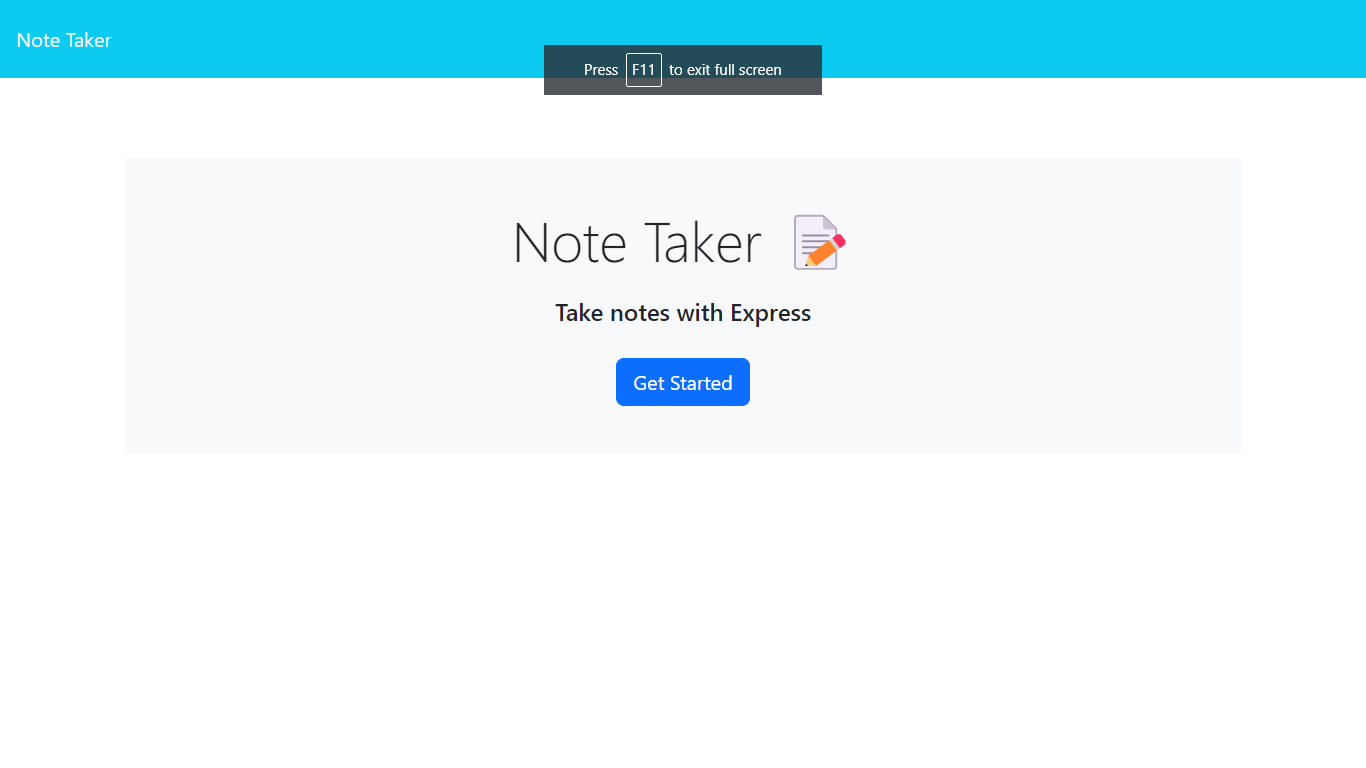 Note Taker
Press F11 to exit full screen
Note Taker
Take notes with Express
Get Started